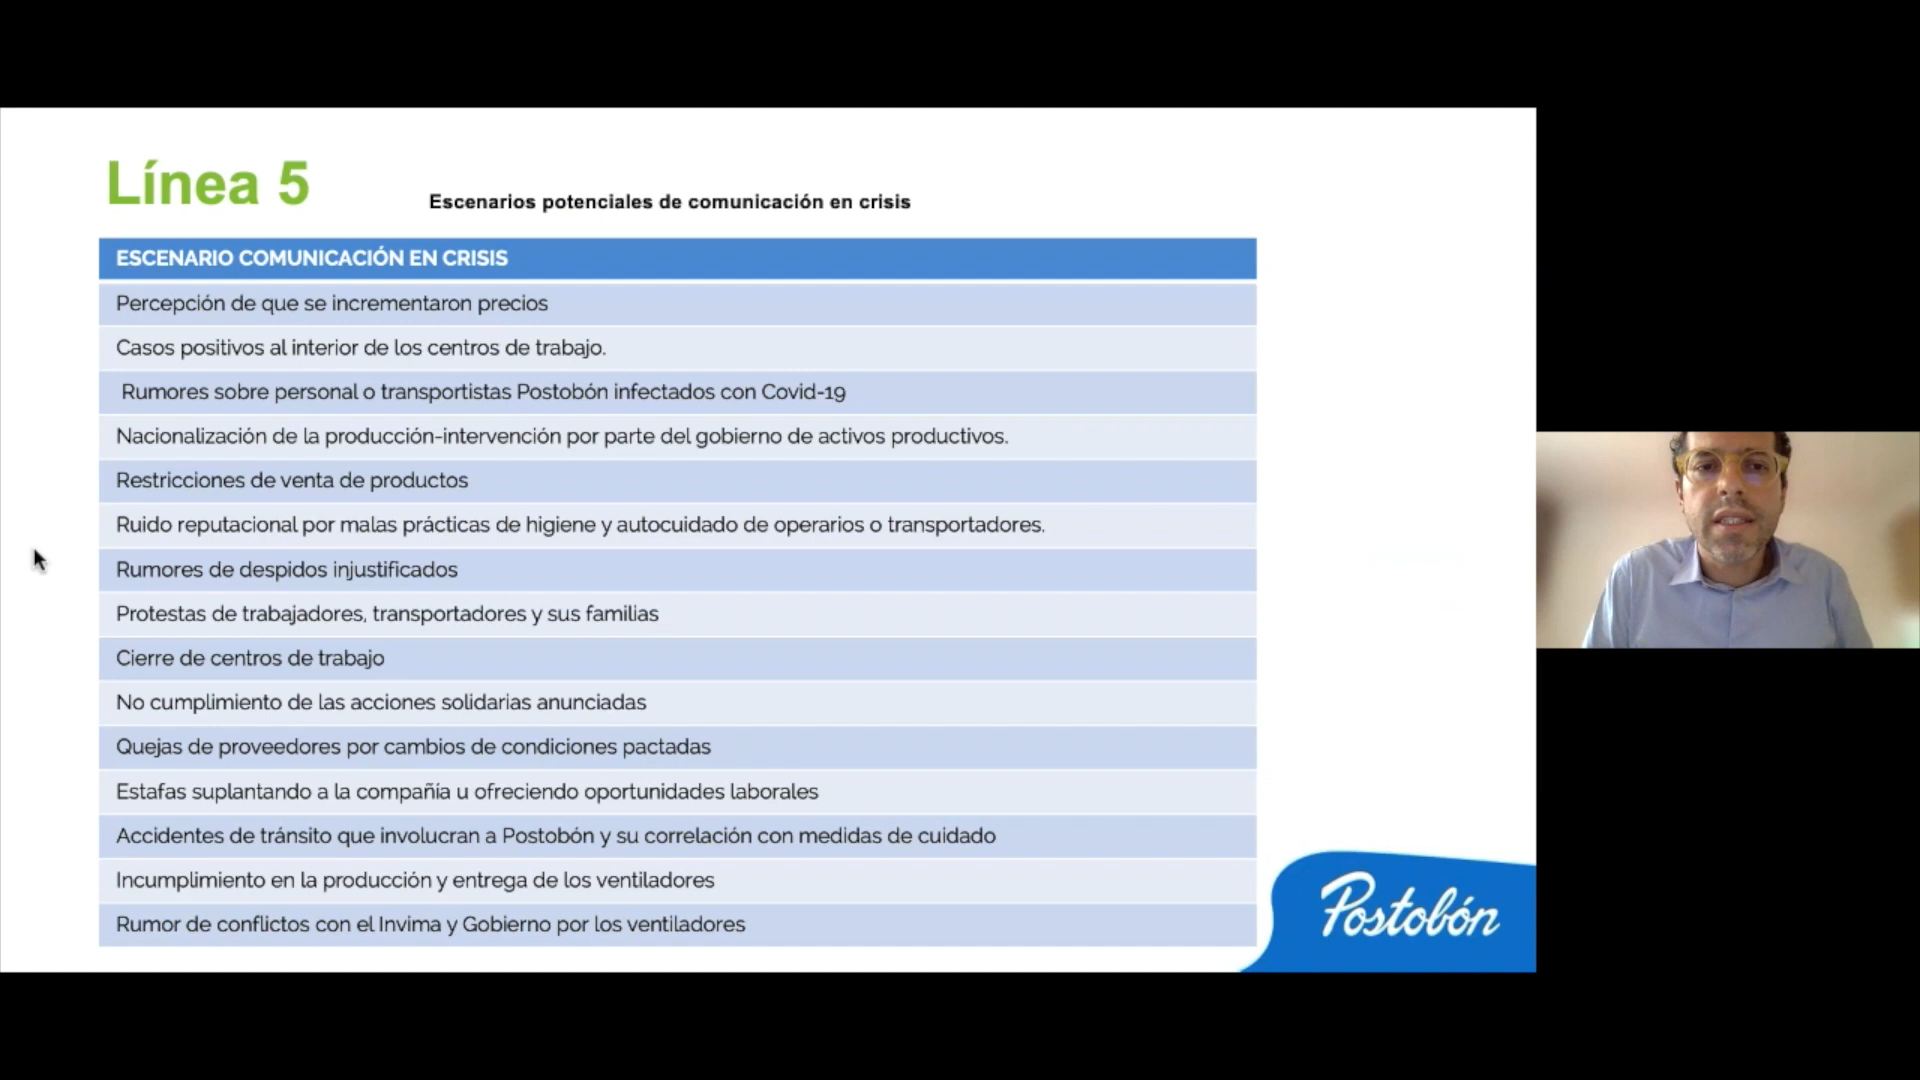 Línea 5
Escenarios potenciales de comunicación en crisis
ESCENARIO COMUNICACIÓN EN CRISIS
Percepción de que se incrementaron precios
Casos positivos al interior de los centros de trabajo.
Rumores sobre personal o transportistas Postobón infectados con Covid-19
Nacionalización de la producción-intervención por parte del gobierno de activos productivos.
Restricciones de venta de productos
Ruido reputacional por malas prácticas de higiene y autocuidado de operarios o transportadores.
Rumores de despidos injustificados
Protestas de trabajadores, transportadores y sus familias
Cierre de centros de trabajo
No cumplimiento de las acciones solidarias anunciadas
Quejas de proveedores por cambios de condiciones pactadas
Estafas suplantando a la compañía u ofreciendo oportunidades laborales
Accidentes de tránsito que involucran a Postobón y su correlación con medidas de cuidado
Incumplimiento en la producción y entrega de los ventiladores
Rumor de conflictos con el Invima y Gobierno por los ventiladores
Postobón